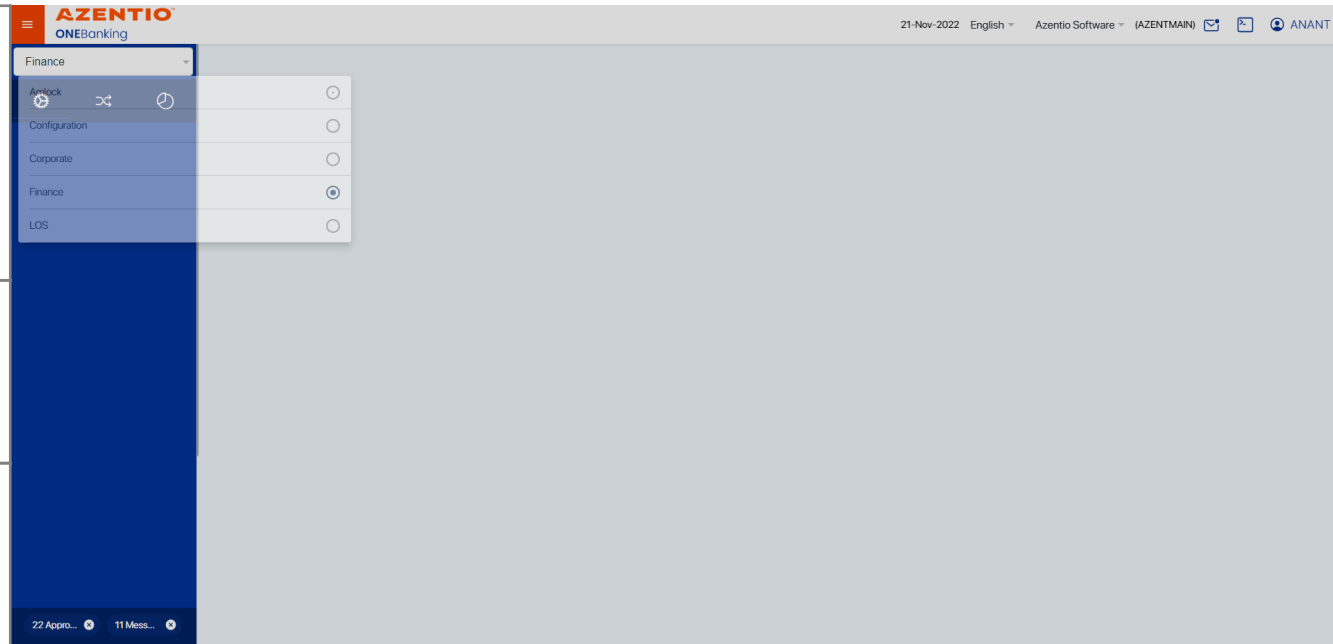 AZENTIO™
ONEBanking
21-Nov-2022 English Azentio Software (AZENTMAIN) ANANT
Finance
Amlock
Configuration
Corporate
Finance
LOS
22 Appro... 11 Mess...